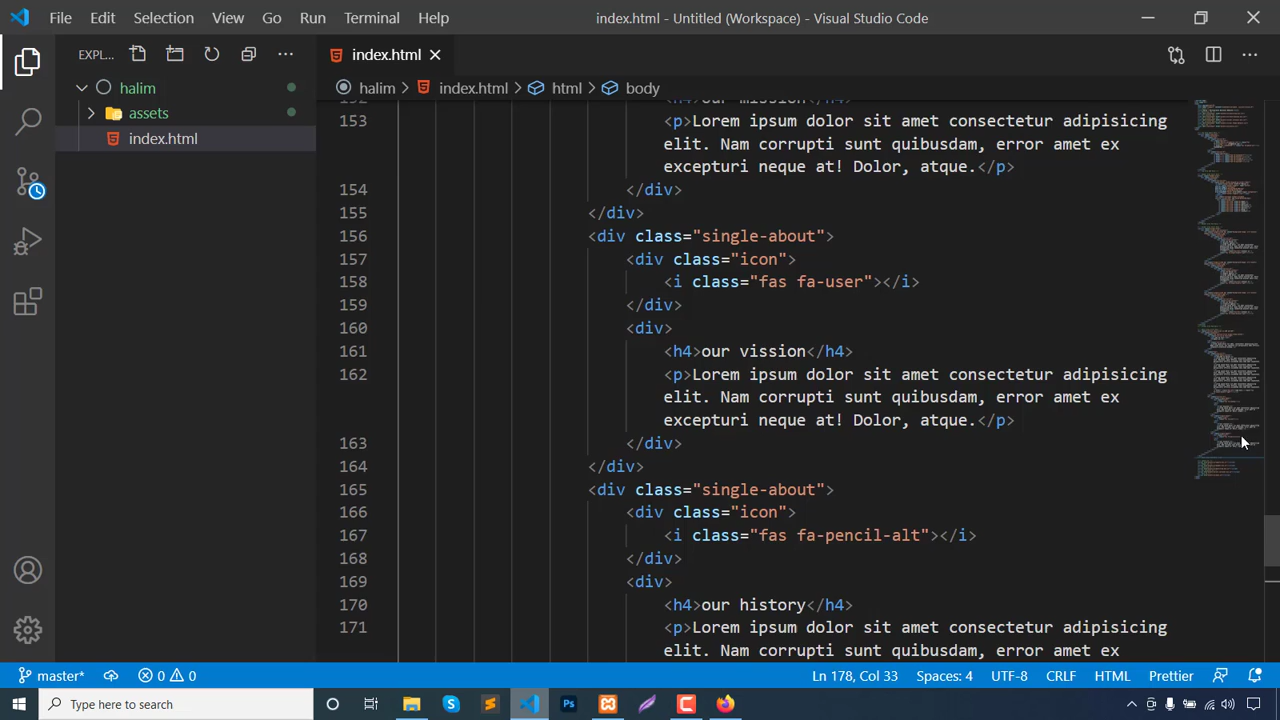 File Edit Selection View Go Run Terminal Help index.html - Untitled (Workspace) - Visual Studio Code
EXPL... index.html
halim halim > index.html > html > body
assets
index.html
152 <h4>our mission</h4>
153 <p>Lorem ipsum dolor sit amet consectetur adipisicing
elit. Nam corrupti sunt quibusdam, error amet ex
excepturi neque at! Dolor, atque.</p>
154 </div>
155 </div>
156 <div class="single-about">
157 <div class="icon">
158 <i class="fas fa-user"></i>
159 </div>
160 <div>
161 <h4>our vission</h4>
162 <p>Lorem ipsum dolor sit amet consectetur adipisicing
elit. Nam corrupti sunt quibusdam, error amet ex
excepturi neque at! Dolor, atque.</p>
163 </div>
164 </div>
165 <div class="single-about">
166 <div class="icon">
167 <i class="fas fa-pencil-alt"></i>
168 </div>
169 <div>
170 <h4>our history</h4>
171 <p>Lorem ipsum dolor sit amet consectetur adipisicing
elit. Nam corrupti sunt quibusdam, error amet ex
master* 0 0 Ln 178, Col 33 Spaces: 4 UTF-8 CRLF HTML Prettier
Type here to search